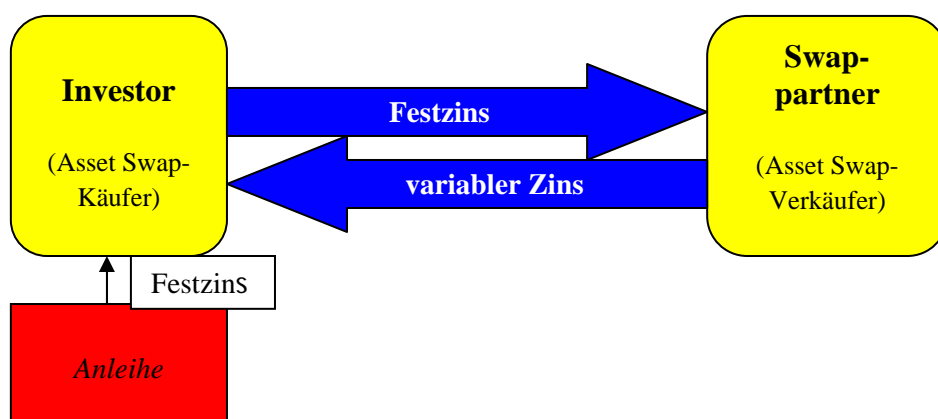 Investor
(Asset Swap-
Käufer)
Festzins
variabler Zins
Swap-
partner
(Asset Swap-
Verkäufer)
Festzins
Anleihe